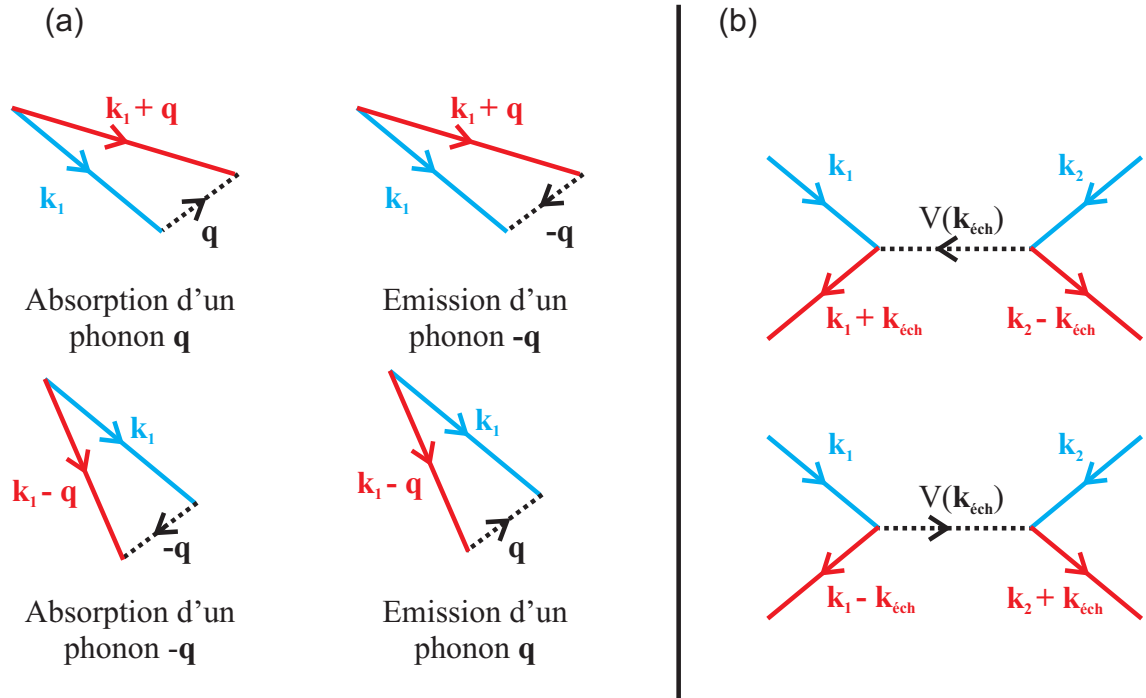 (a)
k₁ + q
k₁
q
Absorption d'un
phonon q
k₁ + q
k₁
-q
Emission d'un
phonon -q
k₁
k₁ - q
-q
Absorption d'un
phonon -q
k₁
k₁ - q
q
Emission d'un
phonon q
(b)
k₁
k₂
V(kéch)
k₁ + kéch
k₂ - kéch
k₁
k₂
V(kéch)
k₁ - kéch
k₂ + kéch